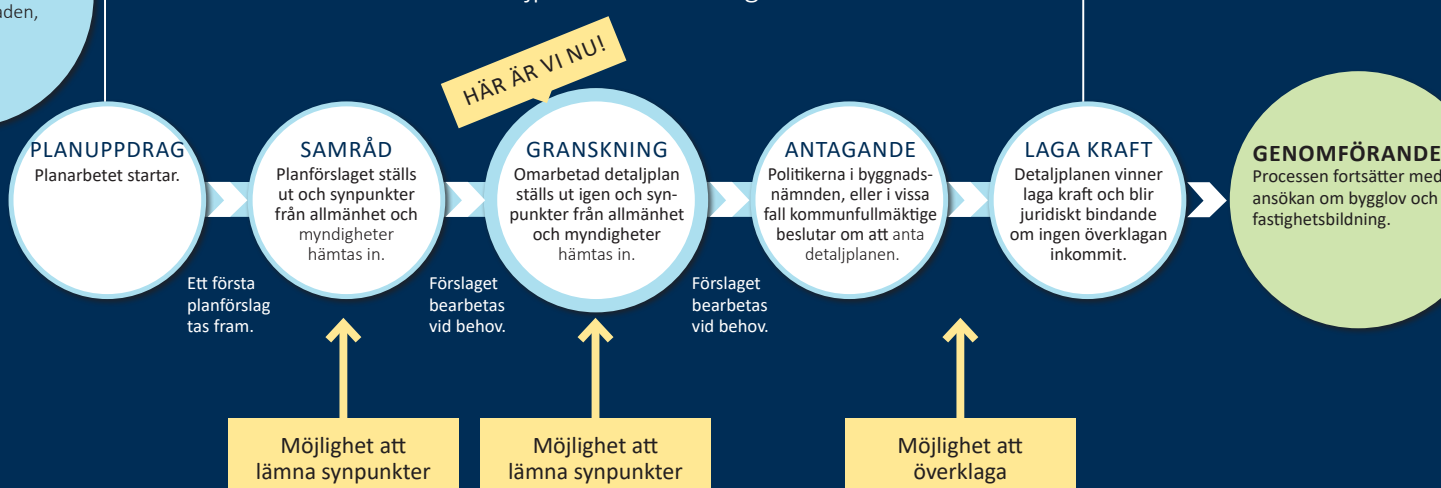 HÄR ÄR VI NU!
PLANUPPDRAG
Planarbetet startar.
Ett första
planförslag
tas fram.
SAMRÅD
Planförslaget ställs
ut och synpunkter
från allmänhet och
myndigheter
hämtas in.
Förslaget
bearbetas
vid behov.
GRANSKNING
Omarbetad detaljplan
ställs ut igen och syn-
punkter från allmänhet
och myndigheter
hämtas in.
Förslaget
bearbetas
vid behov.
ANTAGANDE
Politikerna i byggnads-
nämnden, eller i vissa
fall kommunfullmäktige
beslutar om att anta
detaljplanen.
LAGA KRAFT
Detaljplanen vinner
laga kraft och blir
juridiskt bindande
om ingen överklagan
inkommit.
GENOMFÖRANDE
Processen fortsätter med
ansökan om bygglov och
fastighetsbildning.
Möjlighet att
lämna synpunkter
Möjlighet att
lämna synpunkter
Möjlighet att
överklaga